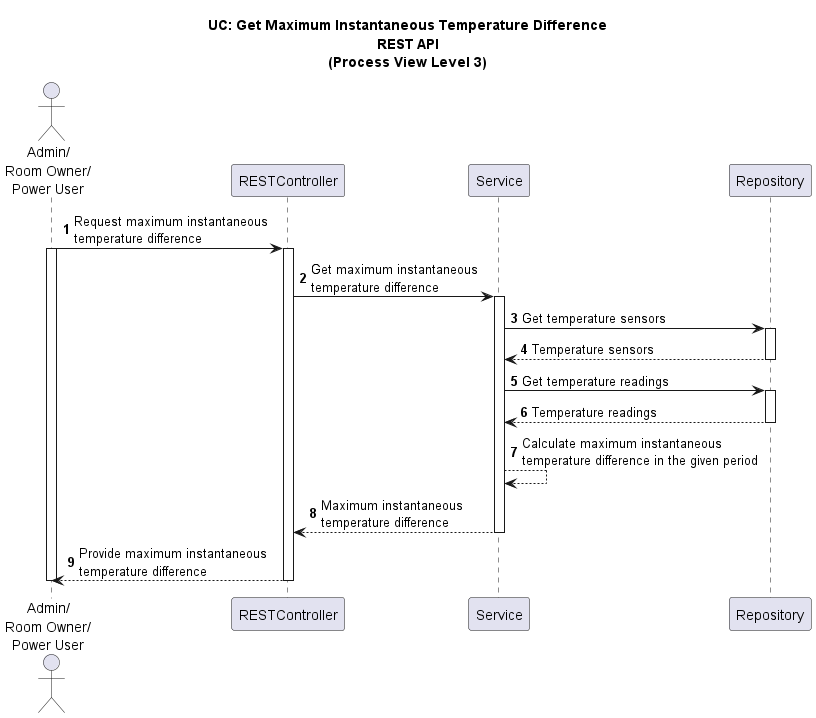 UC: Get Maximum Instantaneous Temperature Difference
REST API
(Process View Level 3)
Admin/
Room Owner/
Power User
RESTController
Service
Repository
1 Request maximum instantaneous
temperature difference
2 Get maximum instantaneous
temperature difference
3 Get temperature sensors
4 Temperature sensors
5 Get temperature readings
6 Temperature readings
7 Calculate maximum instantaneous
temperature difference in the given period
8 Maximum instantaneous
temperature difference
9 Provide maximum instantaneous
temperature difference
Admin/
Room Owner/
Power User
RESTController
Service
Repository